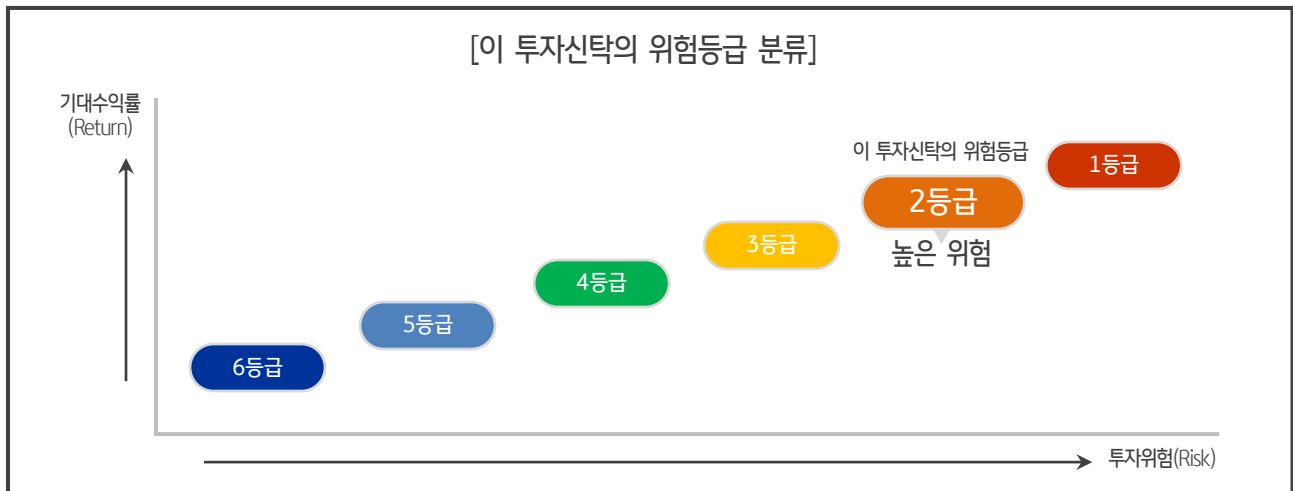 [이 투자신탁의 위험등급 분류]
기대수익률
(Return)
이 투자신탁의 위험등급
1등급
2등급
높은 위험
3등급
4등급
5등급
6등급
투자위험(Risk)